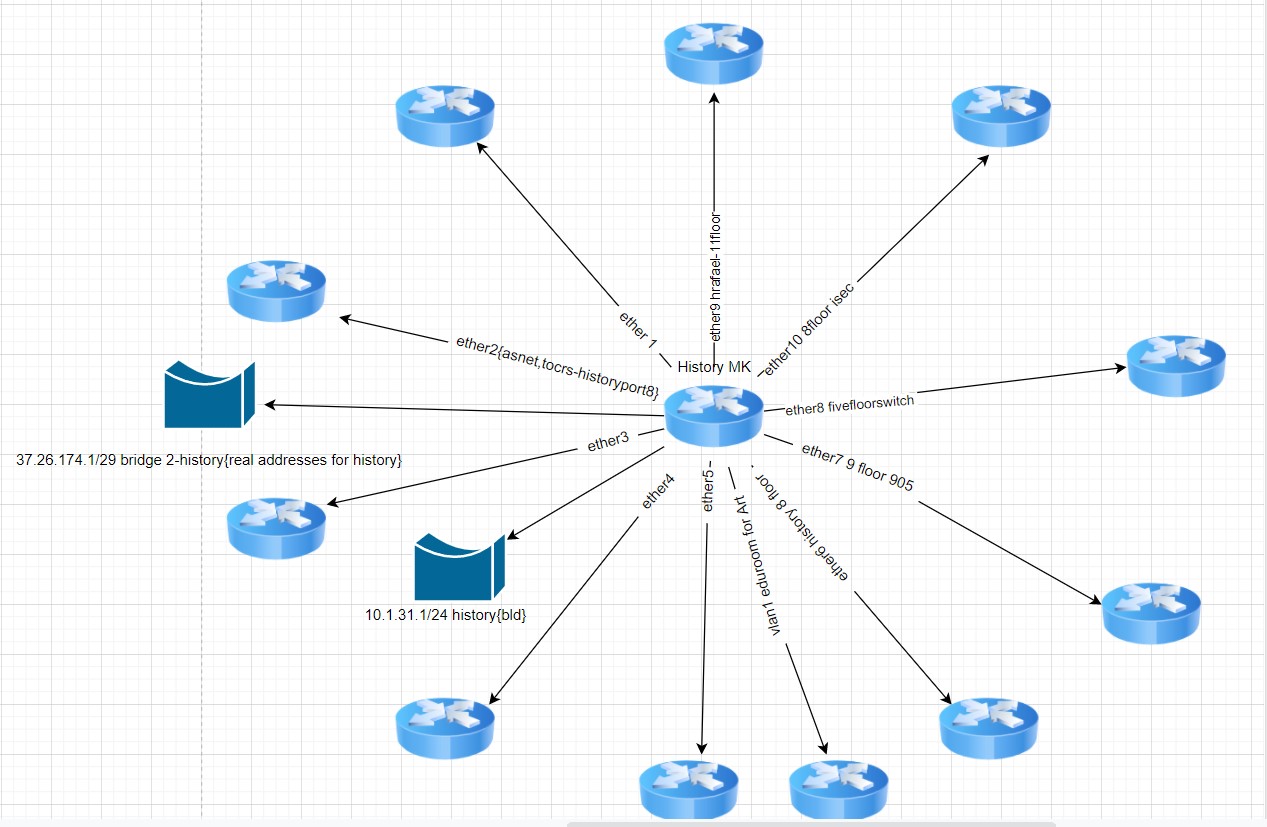 ether9 hrafael-11floor
ether 1
ether10 8floor isec
ether2{asnet,tocrs-historyport8}
History MK
ether8 fivefloorswitch
ether3
ether7 9 floor 905
37.26.174.1/29 bridge 2-history{real addresses for history}
ether4
ether5
vlan1 eduroom for Art
ether6 history 8 floor
10.1.31.1/24 history{bld}